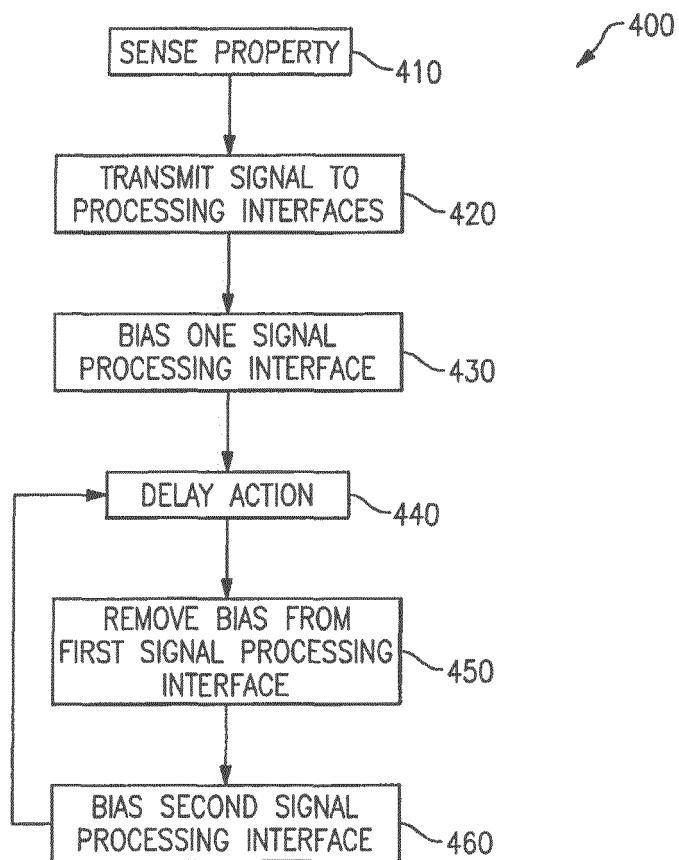 400
SENSE PROPERTY
410
TRANSMIT SIGNAL TO
PROCESSING INTERFACES
420
BIAS ONE SIGNAL
PROCESSING INTERFACE
430
DELAY ACTION
440
REMOVE BIAS FROM
FIRST SIGNAL PROCESSING
INTERFACE
450
BIAS SECOND SIGNAL
PROCESSING INTERFACE
460